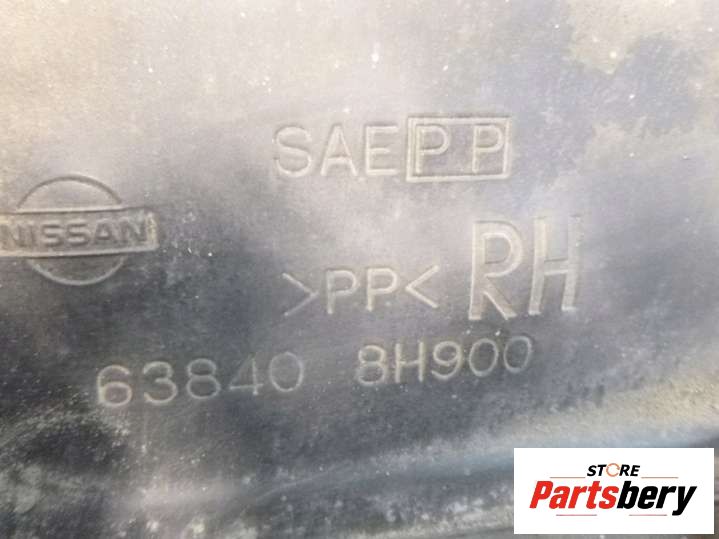 SAE PP
NISSAN
>PP< RH
63840 8H900
STORE
Partsbery